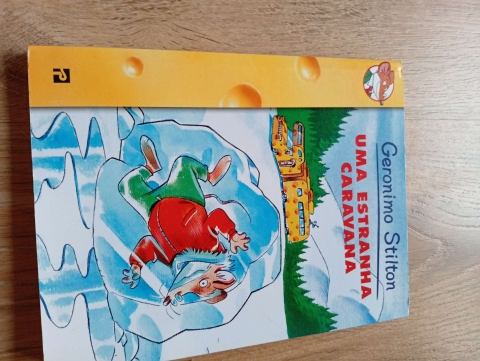 Geronimo Stilton
UMA ESTRANHA
CARAVANA